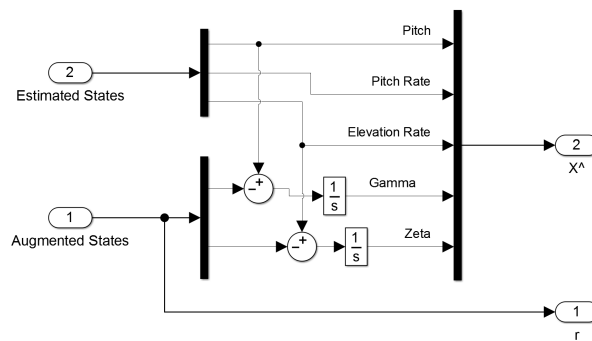 Pitch
2
Estimated States
Pitch Rate
Elevation Rate
2
X^
Gamma
1
s
1
Augmented States
Zeta
1
s
1
r